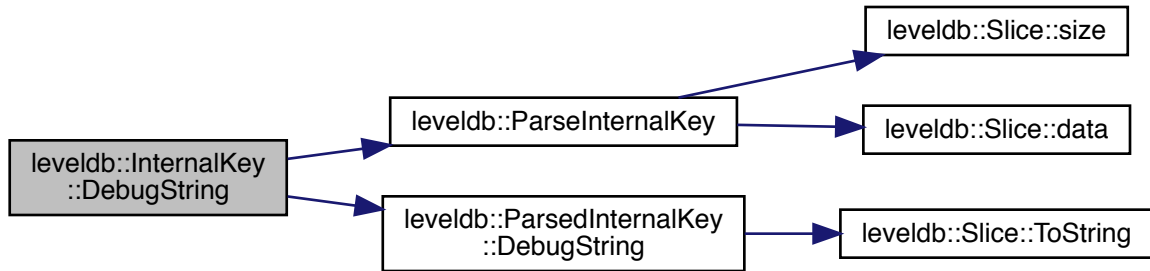 leveldb::InternalKey
::DebugString
leveldb::ParseInternalKey
leveldb::Slice::size
leveldb::Slice::data
leveldb::ParsedInternalKey
::DebugString
leveldb::Slice::ToString